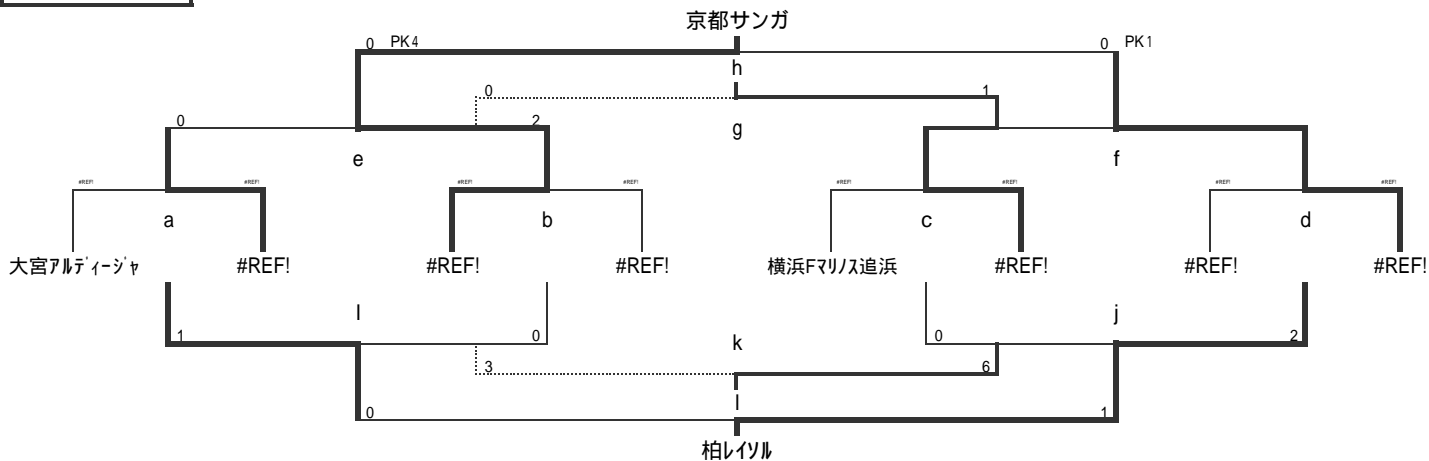 京都サンガ
0 PK4 0 PK1
h
0 1
0 2 g
e f
#REF! #REF! #REF! #REF! #REF! #REF! #REF!
a b c d
大宮アルディージャ #REF! #REF! #REF! 横浜Fマリノス追浜 #REF! #REF! #REF!
I j
1 0 k 0 2
3 6
l
0 1
柏レイソル